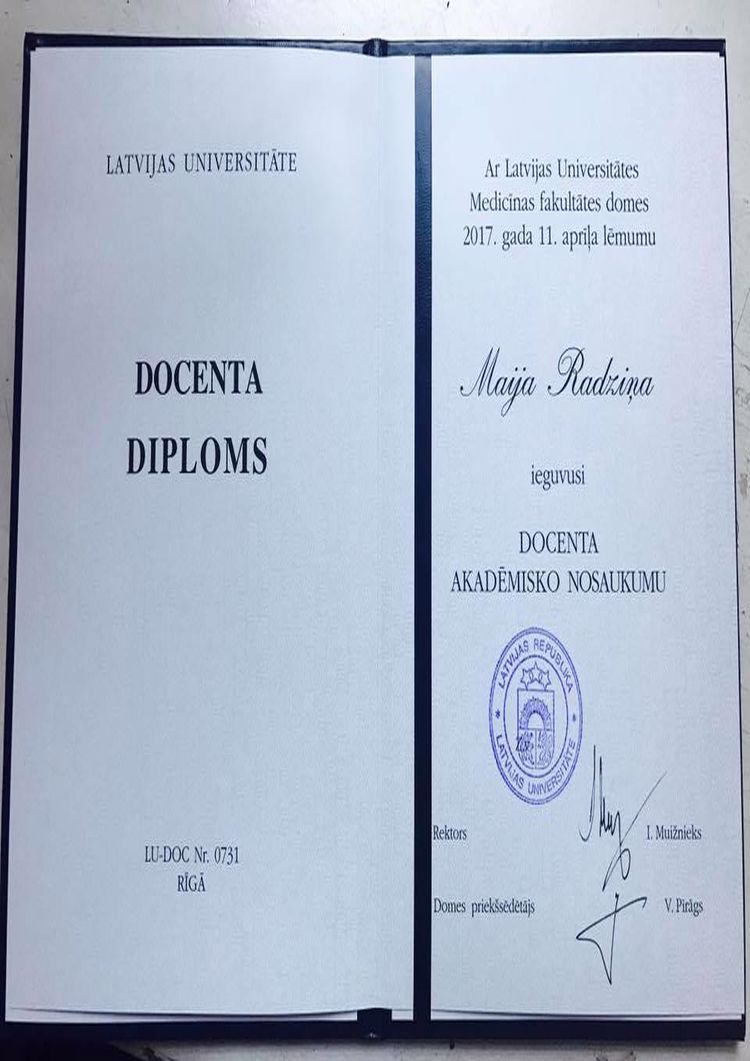 LATVIJAS UNIVERSITĀTE
DOCENTA
DIPLOMS
LU-DOC Nr. 0731
RĪGĀ
Ar Latvijas Universitātes
Medicīnas fakultātes domes
2017. gada 11. aprīļa lēmumu
Maija Radziņa
ieguvusi
DOCENTA
AKADĒMISKO NOSAUKUMU
LATVIJAS REPUBLIKA
LATVIJAS UNIVERSITĀTE
Rektors I. Muižnieks
Domes priekšsēdētājs V. Pīrāgs